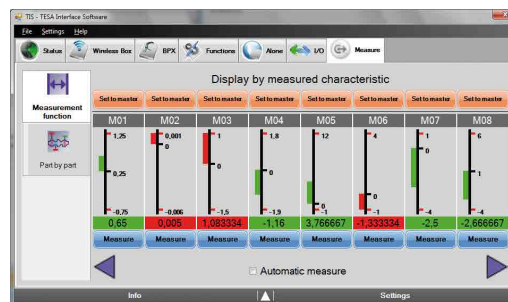 TIS - TESA Interface Software
File Settings Help
Status Wireless Box BPX Functions Alone I/O Measure
Display by measured characteristic
Measurement function
Part by part
Set to master Set to master Set to master Set to master Set to master Set to master Set to master Set to master
M01 M02 M03 M04 M05 M06 M07 M08
1,25 0,001 1 1,8 12 4 1 6
0 0
0,25 0 0 1
0 0 0
-0,75 -0,006 -1,5 -1,9 -1 -1 -4 -4
0,65 0,005 1,083334 -1,16 3,766667 -1,333334 -2,5 -2,666667
Measure Measure Measure Measure Measure Measure Measure Measure
Automatic measure
Info Settings